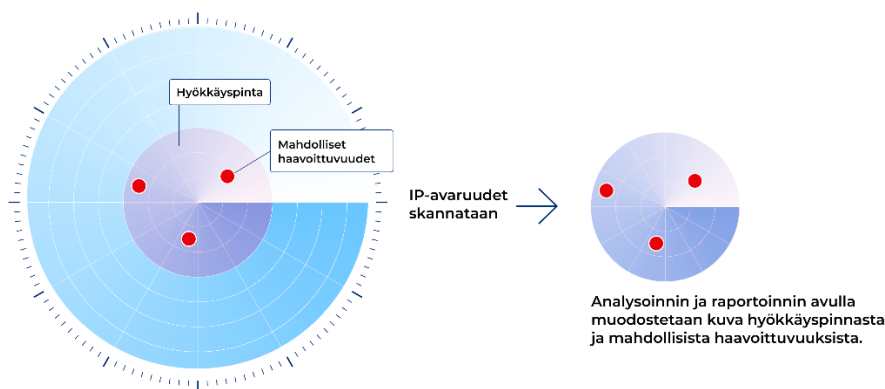 Hyökkäyspinta
Mahdolliset
haavoittuvuudet
IP-avaruudet
skannataan
Analysoinnin ja raportoinnin avulla
muodostetaan kuva hyökkäyspinnasta
ja mahdollisista haavoittuvuuksista.